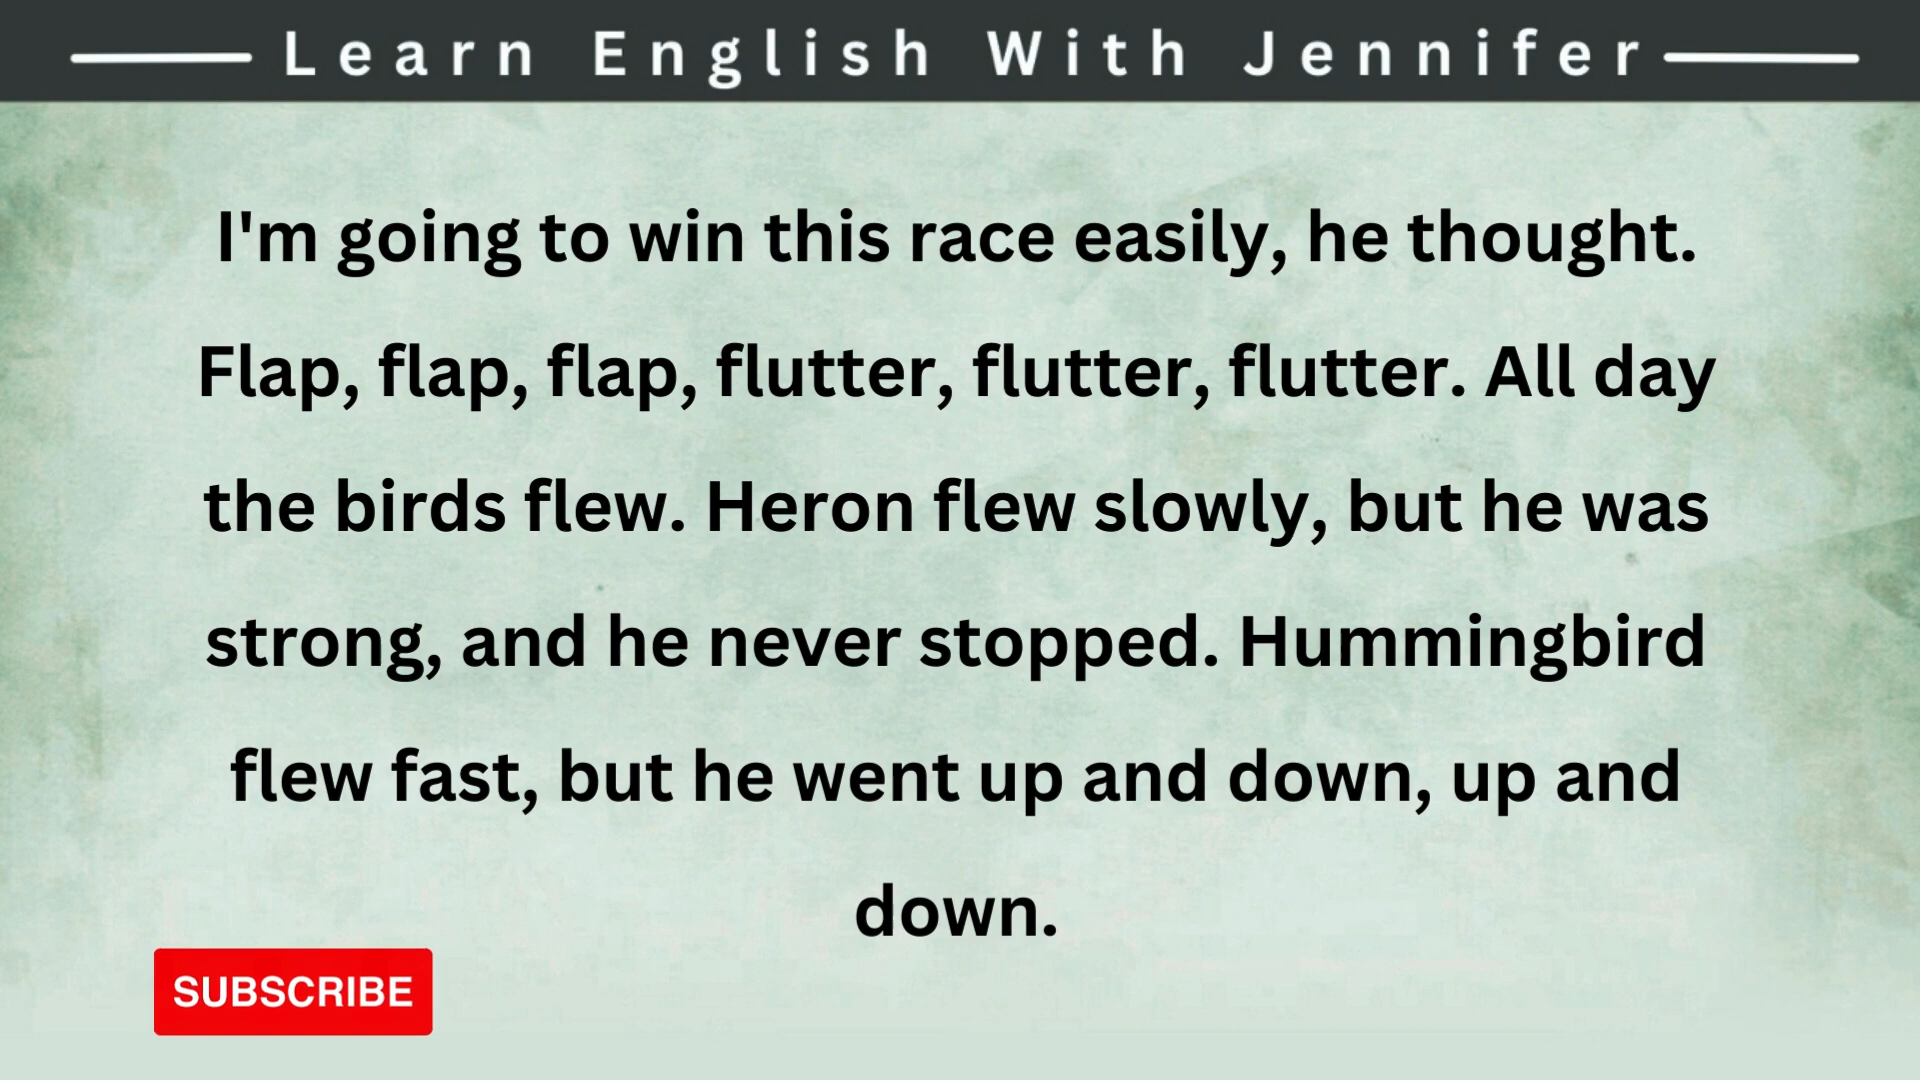 Learn English With Jennifer
I'm going to win this race easily, he thought.
Flap, flap, flap, flutter, flutter, flutter. All day
the birds flew. Heron flew slowly, but he was
strong, and he never stopped. Hummingbird
flew fast, but he went up and down, up and
down.
SUBSCRIBE